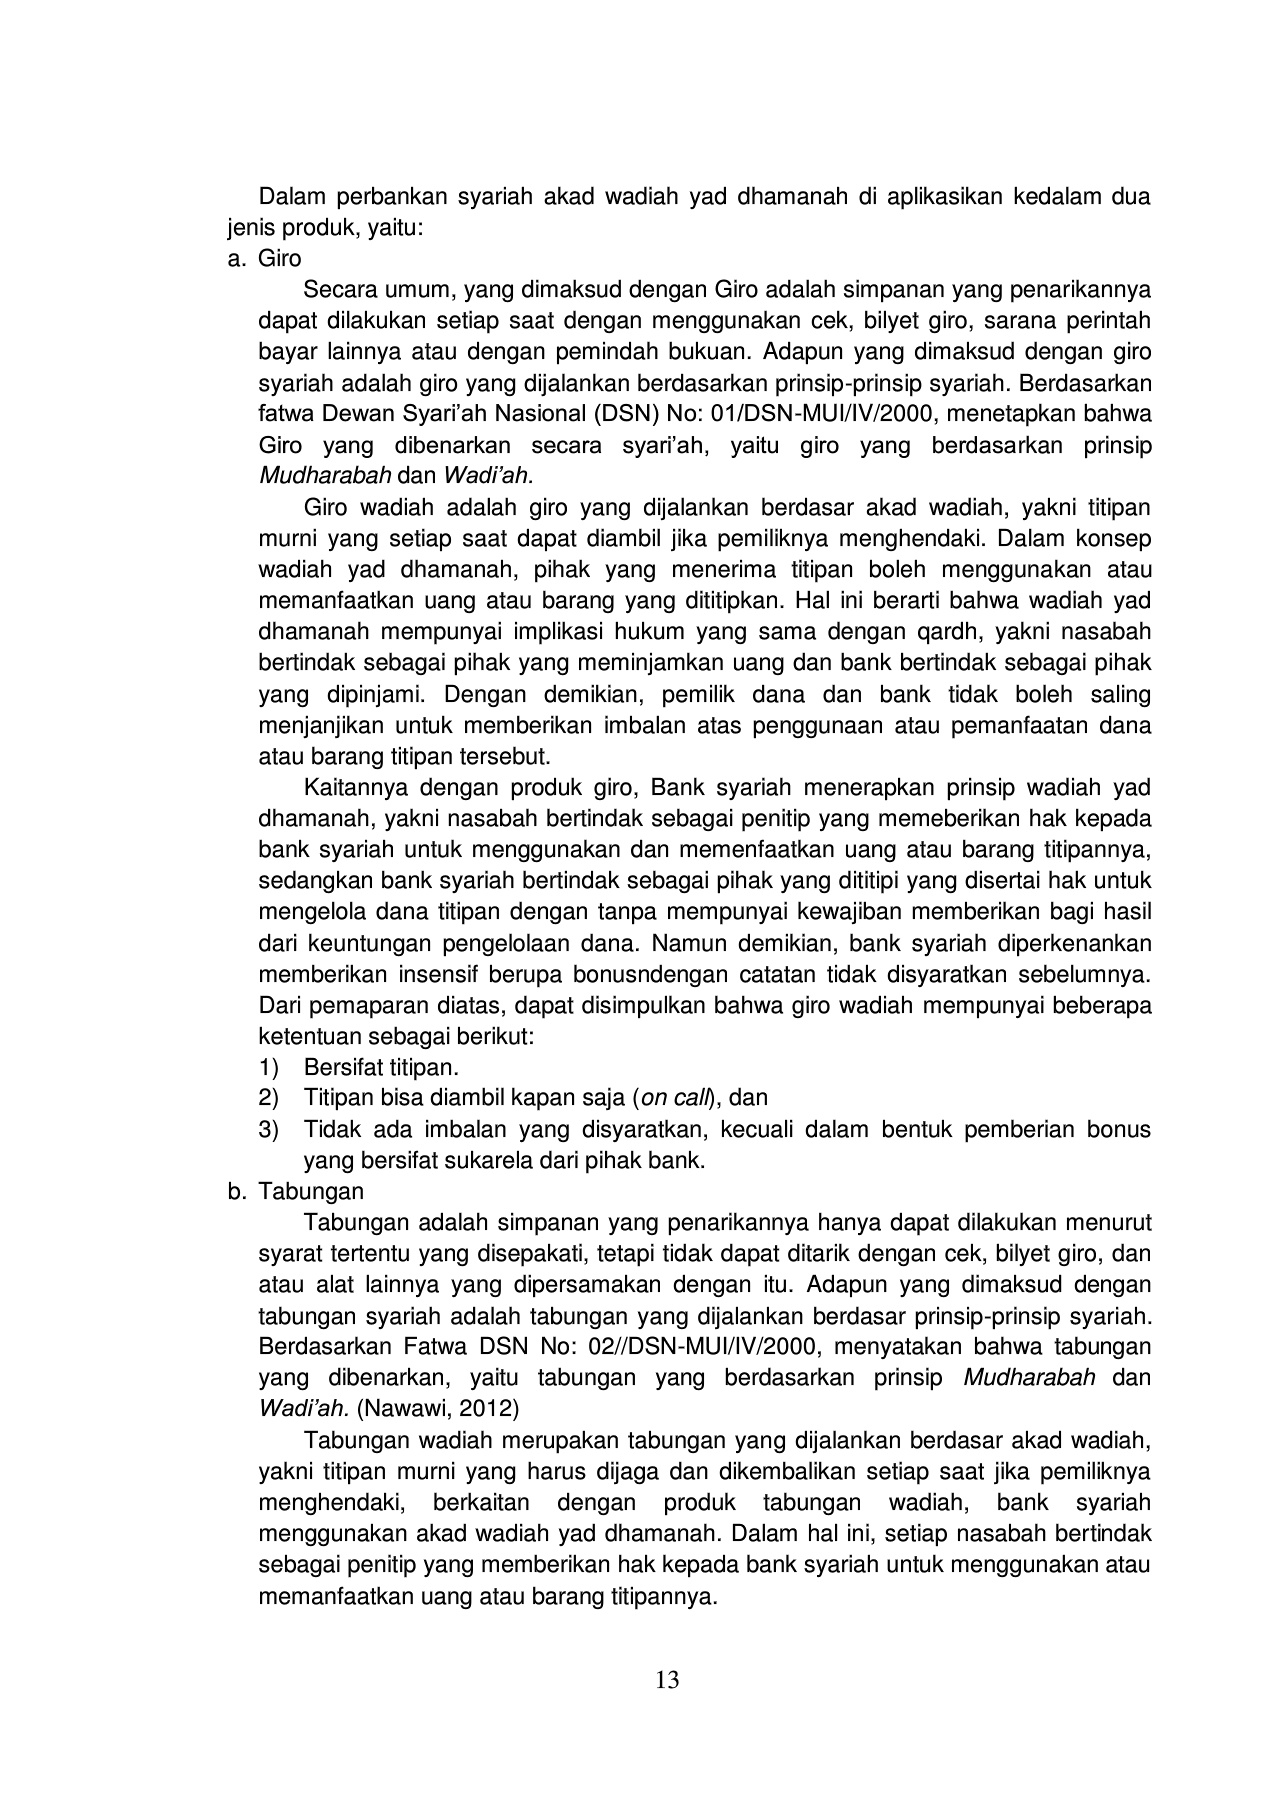 Dalam perbankan syariah akad wadiah yad dhamanah di aplikasikan kedalam dua
jenis produk, yaitu:
a. Giro
Secara umum, yang dimaksud dengan Giro adalah simpanan yang penarikannya
dapat dilakukan setiap saat dengan menggunakan cek, bilyet giro, sarana perintah
bayar lainnya atau dengan pemindah bukuan. Adapun yang dimaksud dengan giro
syariah adalah giro yang dijalankan berdasarkan prinsip-prinsip syariah. Berdasarkan
fatwa Dewan Syari’ah Nasional (DSN) No: 01/DSN-MUI/IV/2000, menetapkan bahwa
Giro yang dibenarkan secara syari’ah, yaitu giro yang berdasarkan prinsip
Mudharabah dan Wadi’ah.
Giro wadiah adalah giro yang dijalankan berdasar akad wadiah, yakni titipan
murni yang setiap saat dapat diambil jika pemiliknya menghendaki. Dalam konsep
wadiah yad dhamanah, pihak yang menerima titipan boleh menggunakan atau
memanfaatkan uang atau barang yang dititipkan. Hal ini berarti bahwa wadiah yad
dhamanah mempunyai implikasi hukum yang sama dengan qardh, yakni nasabah
bertindak sebagai pihak yang meminjamkan uang dan bank bertindak sebagai pihak
yang dipinjami. Dengan demikian, pemilik dana dan bank tidak boleh saling
menjanjikan untuk memberikan imbalan atas penggunaan atau pemanfaatan dana
atau barang titipan tersebut.
Kaitannya dengan produk giro, Bank syariah menerapkan prinsip wadiah yad
dhamanah, yakni nasabah bertindak sebagai penitip yang memeberikan hak kepada
bank syariah untuk menggunakan dan memenfaatkan uang atau barang titipannya,
sedangkan bank syariah bertindak sebagai pihak yang dititipi yang disertai hak untuk
mengelola dana titipan dengan tanpa mempunyai kewajiban memberikan bagi hasil
dari keuntungan pengelolaan dana. Namun demikian, bank syariah diperkenankan
memberikan insensif berupa bonusndengan catatan tidak disyaratkan sebelumnya.
Dari pemaparan diatas, dapat disimpulkan bahwa giro wadiah mempunyai beberapa
ketentuan sebagai berikut:
1) Bersifat titipan.
2) Titipan bisa diambil kapan saja (on call), dan
3) Tidak ada imbalan yang disyaratkan, kecuali dalam bentuk pemberian bonus
yang bersifat sukarela dari pihak bank.
b. Tabungan
Tabungan adalah simpanan yang penarikannya hanya dapat dilakukan menurut
syarat tertentu yang disepakati, tetapi tidak dapat ditarik dengan cek, bilyet giro, dan
atau alat lainnya yang dipersamakan dengan itu. Adapun yang dimaksud dengan
tabungan syariah adalah tabungan yang dijalankan berdasar prinsip-prinsip syariah.
Berdasarkan Fatwa DSN No: 02//DSN-MUI/IV/2000, menyatakan bahwa tabungan
yang dibenarkan, yaitu tabungan yang berdasarkan prinsip Mudharabah dan
Wadi’ah. (Nawawi, 2012)
Tabungan wadiah merupakan tabungan yang dijalankan berdasar akad wadiah,
yakni titipan murni yang harus dijaga dan dikembalikan setiap saat jika pemiliknya
menghendaki, berkaitan dengan produk tabungan wadiah, bank syariah
menggunakan akad wadiah yad dhamanah. Dalam hal ini, setiap nasabah bertindak
sebagai penitip yang memberikan hak kepada bank syariah untuk menggunakan atau
memanfaatkan uang atau barang titipannya.
13